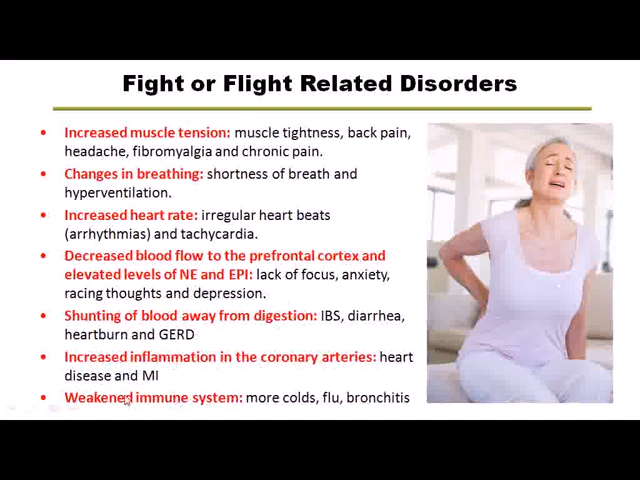 Fight or Flight Related Disorders
• Increased muscle tension: muscle tightness, back pain,
headache, fibromyalgia and chronic pain.
• Changes in breathing: shortness of breath and
hyperventilation.
• Increased heart rate: irregular heart beats
(arrhythmias) and tachycardia.
• Decreased blood flow to the prefrontal cortex and
elevated levels of NE and EPI: lack of focus, anxiety,
racing thoughts and depression.
• Shunting of blood away from digestion: IBS, diarrhea,
heartburn and GERD
• Increased inflammation in the coronary arteries: heart
disease and MI
• Weakened immune system: more colds, flu, bronchitis